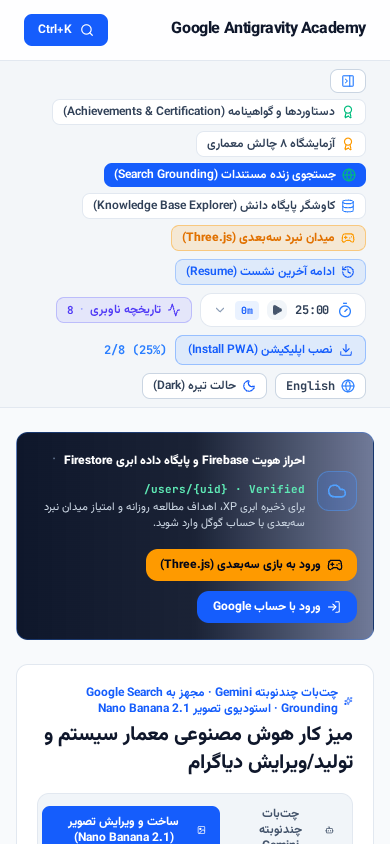 Google Antigravity Academy
Ctrl+K
دستاوردها و گواهینامه (Achievements & Certification)
آزمایشگاه ۸ چالش معماری
جستجوی زنده مستندات (Search Grounding)
کاوشگر پایگاه دانش (Knowledge Base Explorer)
میدان نبرد سه‌بعدی (Three.js)
ادامه آخرین نشست (Resume)
25:00 0m
تاریخچه ناوبری · 8
نصب اپلیکیشن (Install PWA)
2/8 (25%)
English
حالت تیره (Dark)
احراز هویت Firebase و پایگاه داده ابری Firestore ·
/users/{uid} · Verified
برای ذخیره ابری XP، اهداف مطالعه روزانه و امتیاز میدان نبرد
سه‌بعدی با حساب گوگل وارد شوید.
ورود به بازی سه‌بعدی (Three.js)
ورود با حساب Google
چت‌بات چندنوبته Gemini · مجهز به Google Search
Grounding · استودیوی تصویر Nano Banana 2.1
میز کار هوش مصنوعی معمار سیستم و
تولید/ویرایش دیاگرام
چت‌بات
چندنوبته
Gemini
ساخت و ویرایش تصویر
(Nano Banana 2.1)